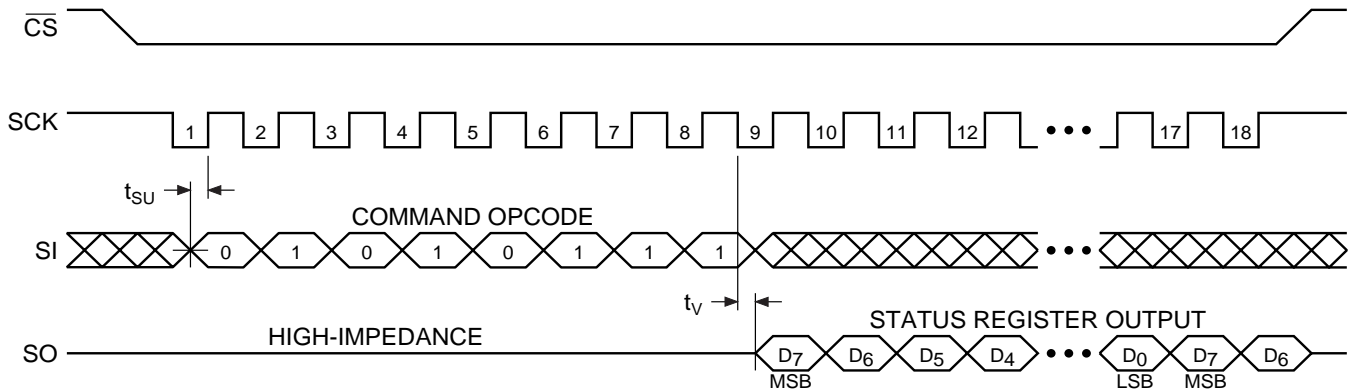 CS
SCK 1 2 3 4 5 6 7 8 9 10 11 12 ••• 17 18
tSU
COMMAND OPCODE
SI 0 1 0 1 0 1 1 1 •••
tV
HIGH-IMPEDANCE STATUS REGISTER OUTPUT
SO D7 D6 D5 D4 ••• D0 D7 D6
MSB LSB MSB